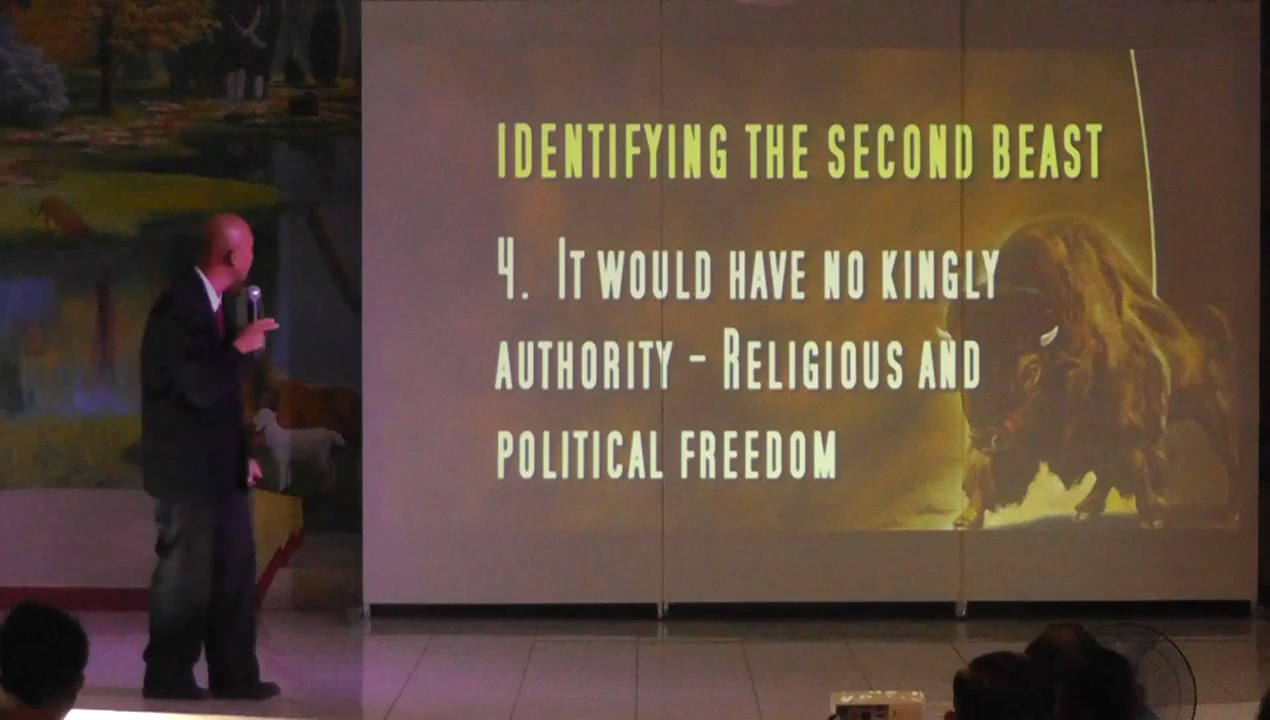 IDENTIFYING THE SECOND BEAST
4. IT WOULD HAVE NO KINGLY
AUTHORITY - RELIGIOUS AND
POLITICAL FREEDOM